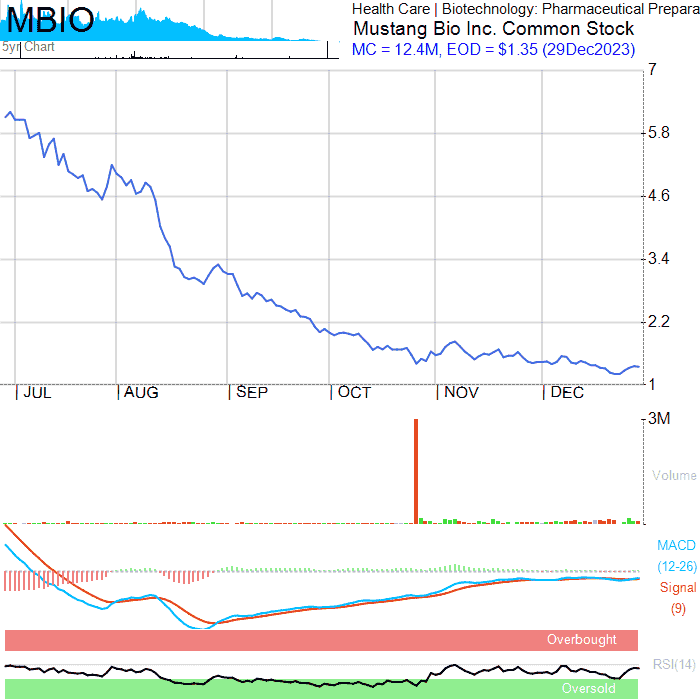 MBIO
Health Care | Biotechnology: Pharmaceutical Prepara
Mustang Bio Inc. Common Stock
5yr Chart
MC = 12.4M, EOD = $1.35 (29Dec2023)
7
5.8
4.6
3.4
2.2
1
| JUL | AUG | SEP | OCT | NOV | DEC
3M
Volume
MACD
(12-26)
Signal
(9)
Overbought
RSI(14)
Oversold